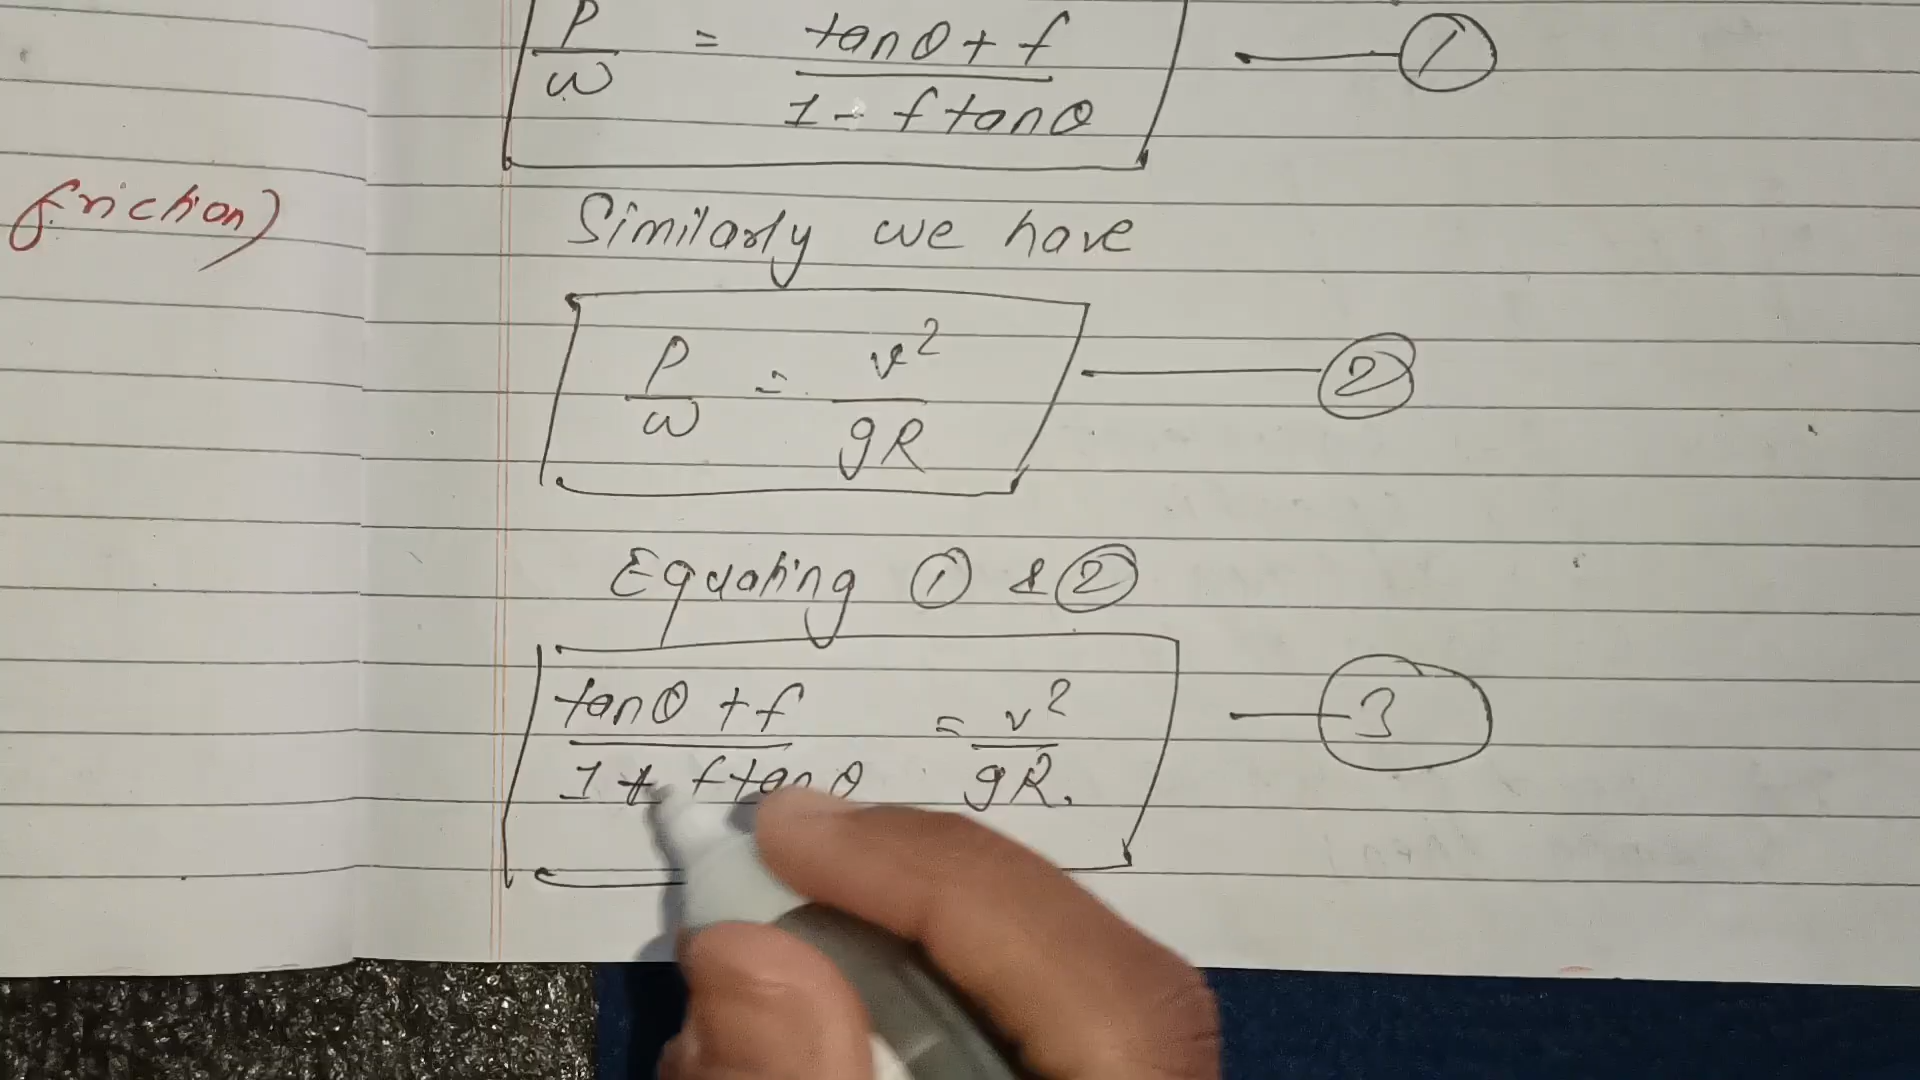 P/w = tanθ + f / 1 - f tanθ ①
friction)
Similarly we have
P/w = v² / gR ②
Equating ① & ②
tanθ + f / 1 + f tanθ = v² / gR. ③